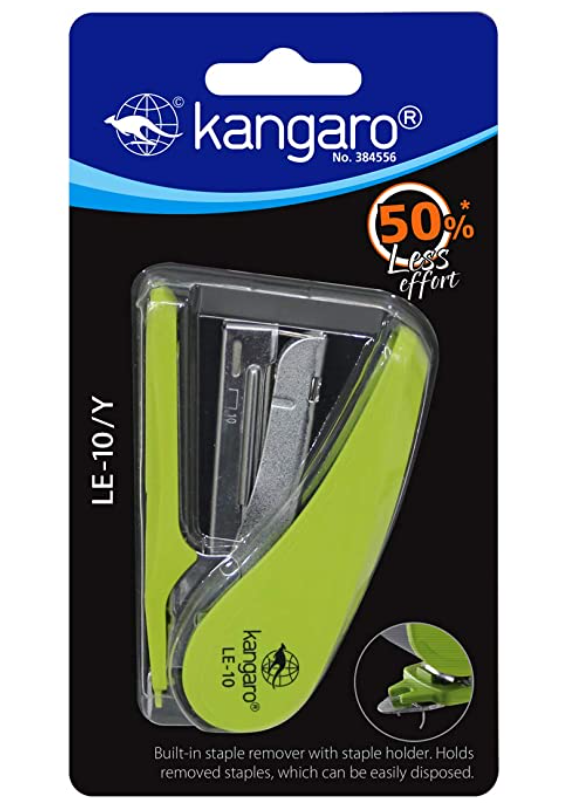 ©
kangaro®
No. 384556
50%*
Less
effort
LE-10/Y
10
kangaro®
LE-10
Built-in staple remover with staple holder. Holds
removed staples, which can be easily disposed.